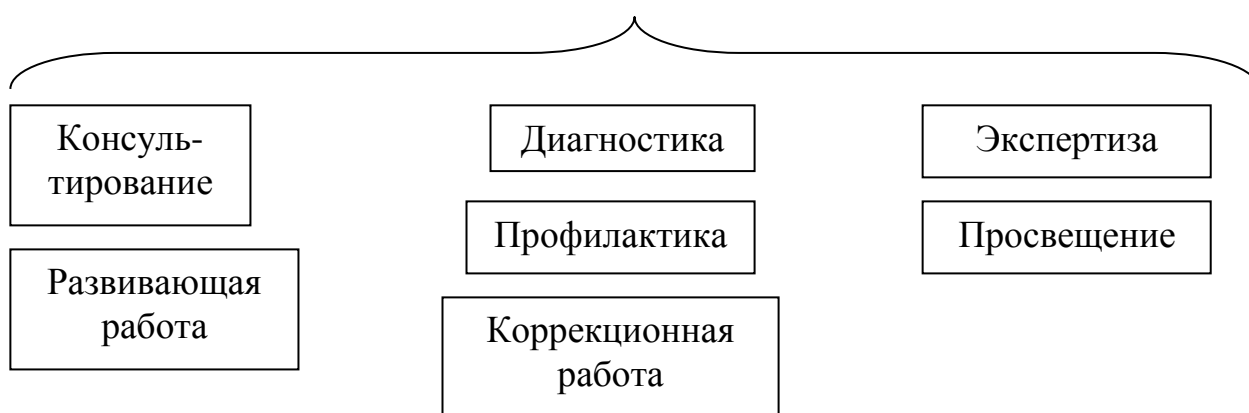 Консуль-
тирование
Развивающая
работа
Диагностика
Профилактика
Коррекционная
работа
Экспертиза
Просвещение